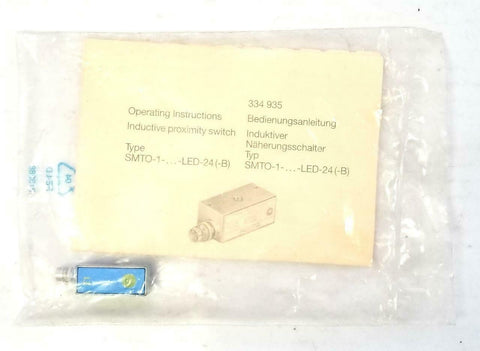 334 935
Operating Instructions
Inductive proximity switch
Type
SMTO-1-...-LED-24(-B)
Bedienungsanleitung
Induktiver
Näherungsschalter
Typ
SMTO-1-...-LED-24(-B)